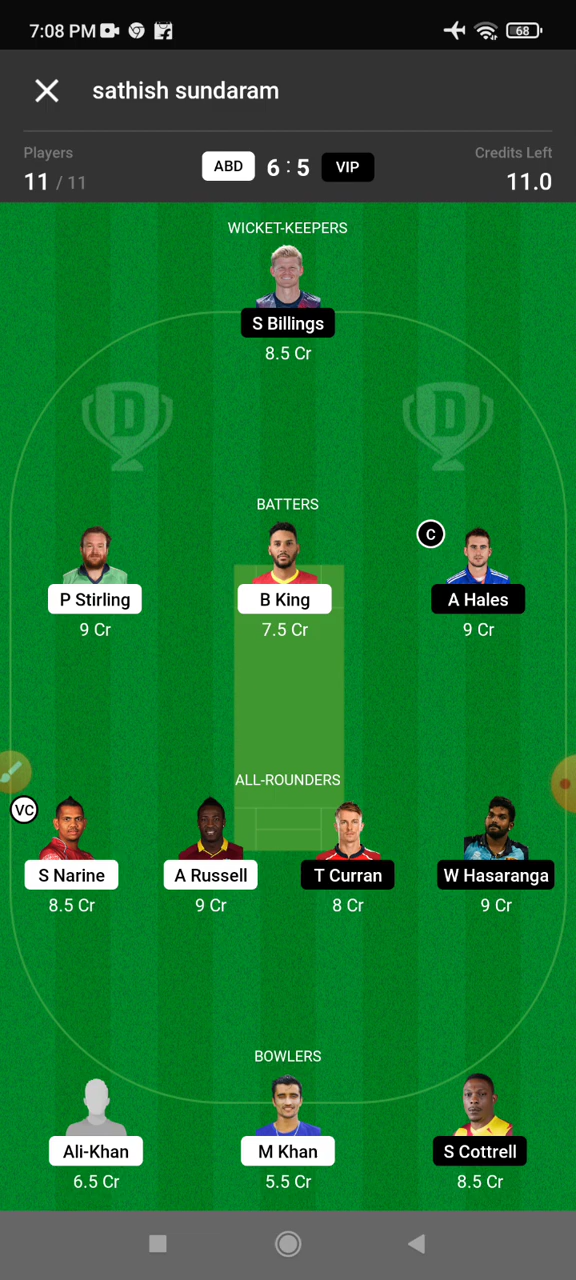 7:08 PM
68
sathish sundaram
Players
Credits Left
11 / 11
ABD 6 : 5 VIP
11.0
WICKET-KEEPERS
S Billings
8.5 Cr
D D
BATTERS
C
P Stirling B King A Hales
9 Cr 7.5 Cr 9 Cr
ALL-ROUNDERS
VC
S Narine A Russell T Curran W Hasaranga
8.5 Cr 9 Cr 8 Cr 9 Cr
BOWLERS
Ali-Khan M Khan S Cottrell
6.5 Cr 5.5 Cr 8.5 Cr